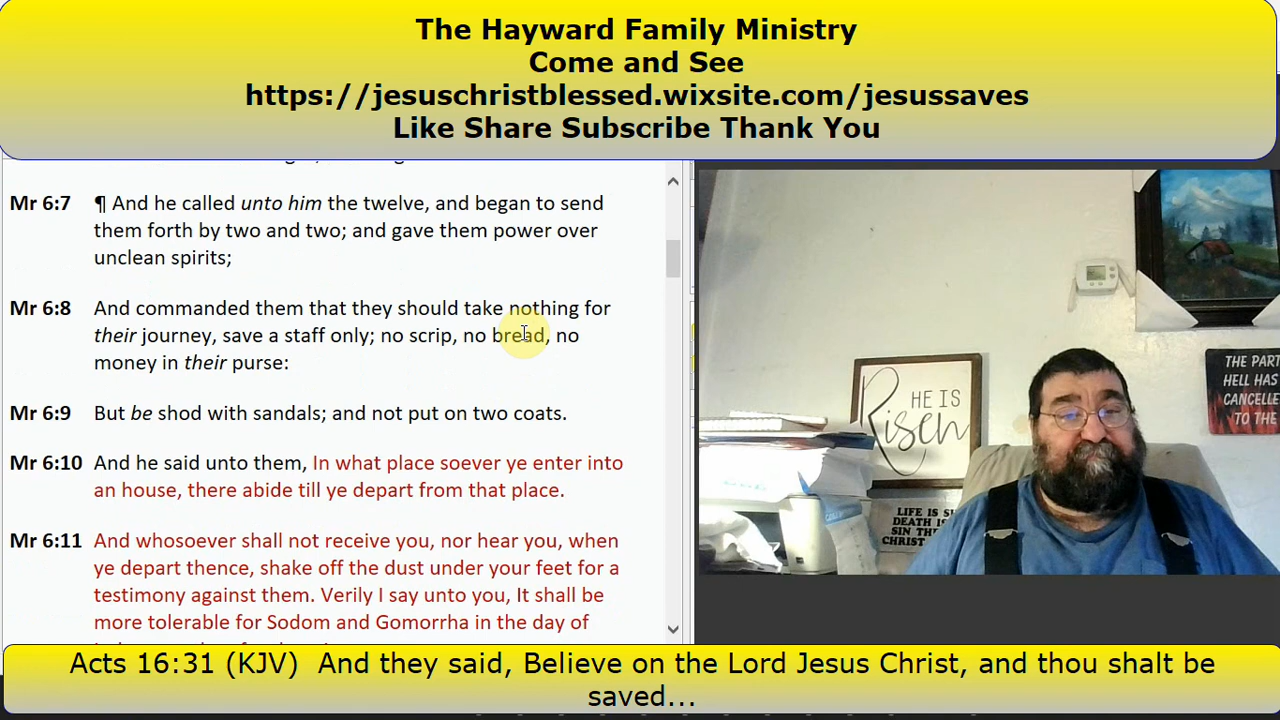 The Hayward Family Ministry
Come and See
https://jesuschristblessed.wixsite.com/jesussaves
Like Share Subscribe Thank You
Mr 6:7 ¶ And he called unto him the twelve, and began to send
them forth by two and two; and gave them power over
unclean spirits;
Mr 6:8 And commanded them that they should take nothing for
their journey, save a staff only; no scrip, no bread, no
money in their purse:
Mr 6:9 But be shod with sandals; and not put on two coats.
Mr 6:10 And he said unto them, In what place soever ye enter into
an house, there abide till ye depart from that place.
Mr 6:11 And whosoever shall not receive you, nor hear you, when
ye depart thence, shake off the dust under your feet for a
testimony against them. Verily I say unto you, It shall be
more tolerable for Sodom and Gomorrha in the day of
HE IS
Risen
LIFE IS
DEATH IS
SIN
CHRIST
THE
HELL HAS
TO THE
Acts 16:31 (KJV) And they said, Believe on the Lord Jesus Christ, and thou shalt be
saved...